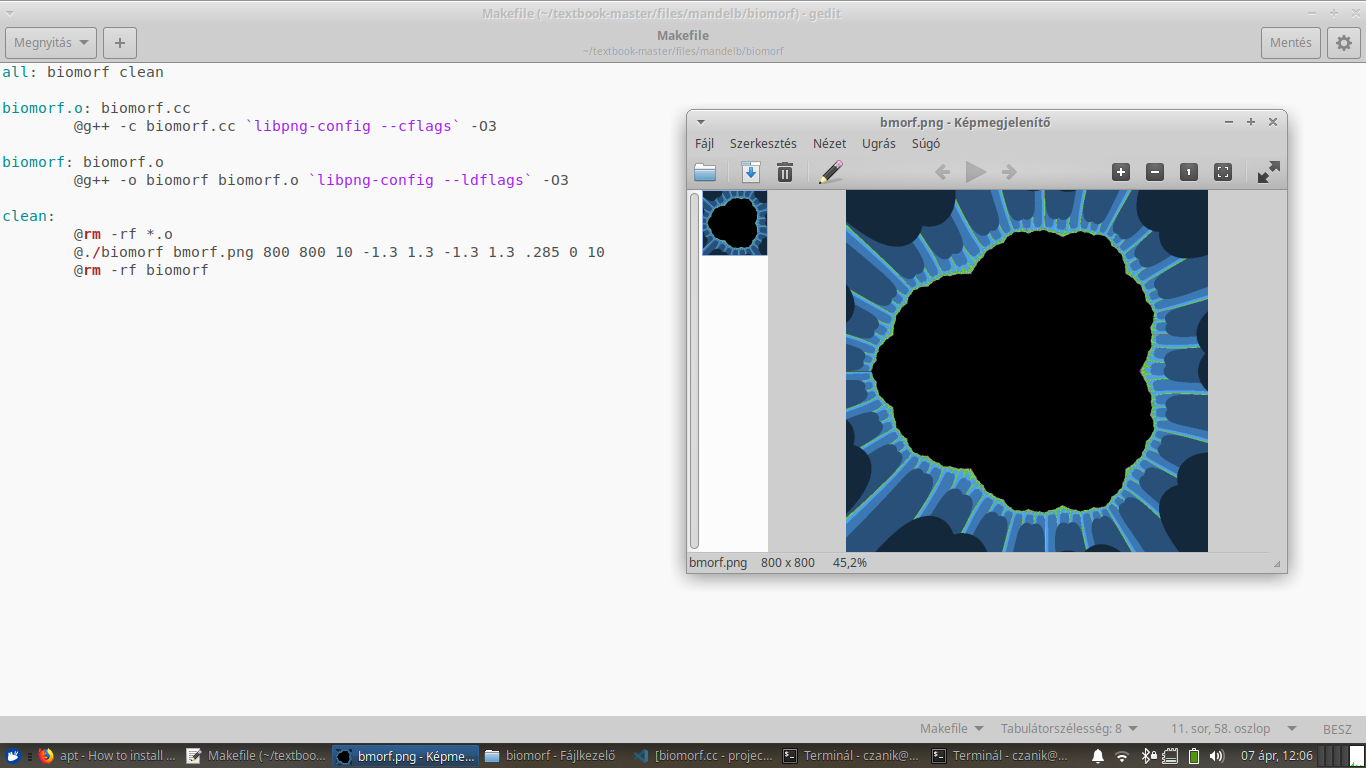 Makefile (~/textbook-master/files/mandelb/biomorf) - gedit
Megnyitás
Makefile
~/textbook-master/files/mandelb/biomorf
Mentés
all: biomorf clean
biomorf.o: biomorf.cc
@g++ -c biomorf.cc `libpng-config --cflags` -O3
biomorf: biomorf.o
@g++ -o biomorf biomorf.o `libpng-config --ldflags` -O3
clean:
@rm -rf *.o
@./biomorf bmorf.png 800 800 10 -1.3 1.3 -1.3 1.3 .285 0 10
@rm -rf biomorf
bmorf.png - Képmegjelenítő
Fájl Szerkesztés Nézet Ugrás Súgó
1
bmorf.png 800 x 800 45,2%
Makefile Tabulátorszélesség: 8 11. sor, 58. oszlop BESZ
apt - How to install ... Makefile (~/textboo... bmorf.png - Képme... biomorf - Fájlkezelő [biomorf.cc - projec... Terminál - czanik@... Terminál - czanik@... 07 ápr, 12:06